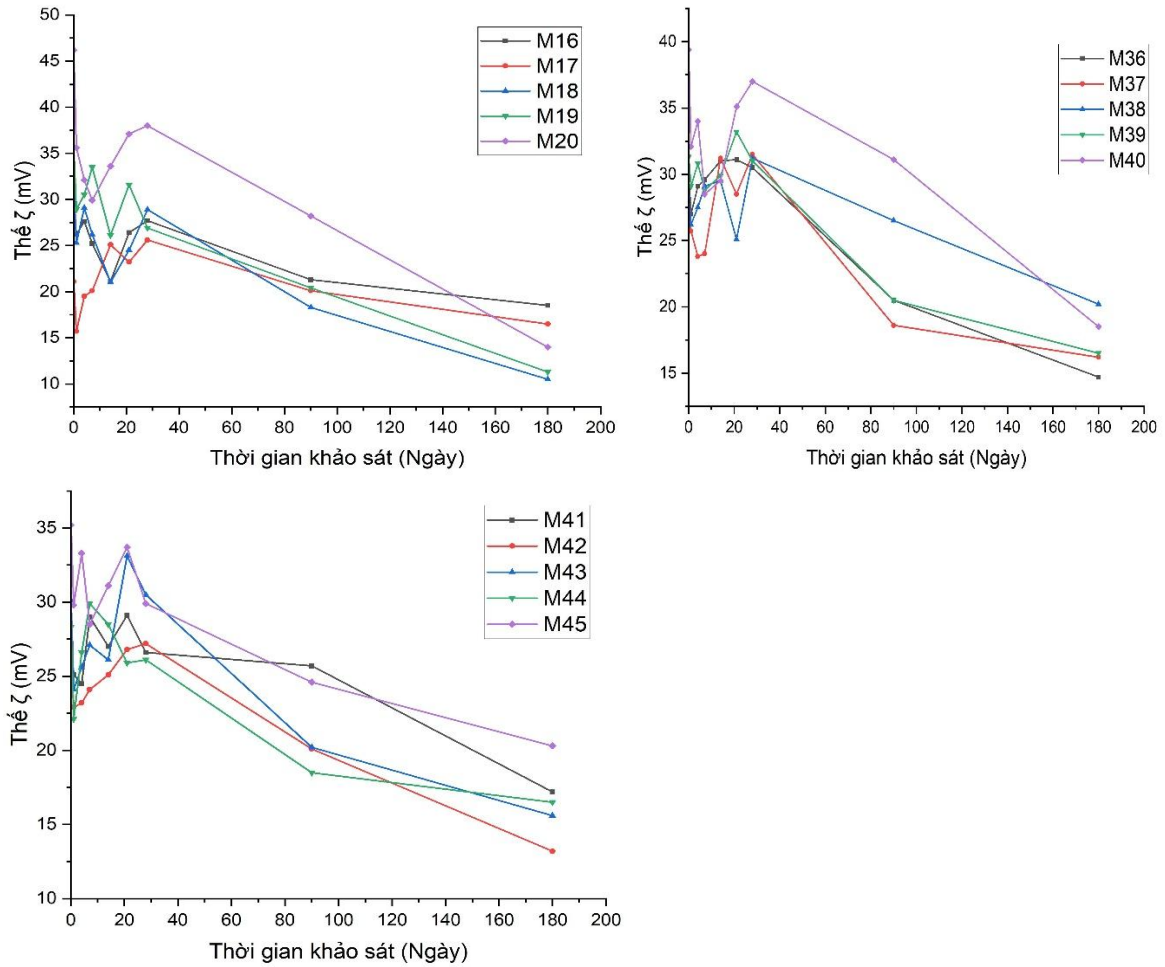 50
45
40
35
30
25
20
15
10
0 20 40 60 80 100 120 140 160 180 200
Thế ζ (mV)
Thời gian khảo sát (Ngày)
M16
M17
M18
M19
M20
40
35
30
25
20
15
0 20 40 60 80 100 120 140 160 180 200
Thế ζ (mV)
Thời gian khảo sát (Ngày)
M36
M37
M38
M39
M40
35
30
25
20
15
10
0 20 40 60 80 100 120 140 160 180 200
Thế ζ (mV)
Thời gian khảo sát (Ngày)
M41
M42
M43
M44
M45